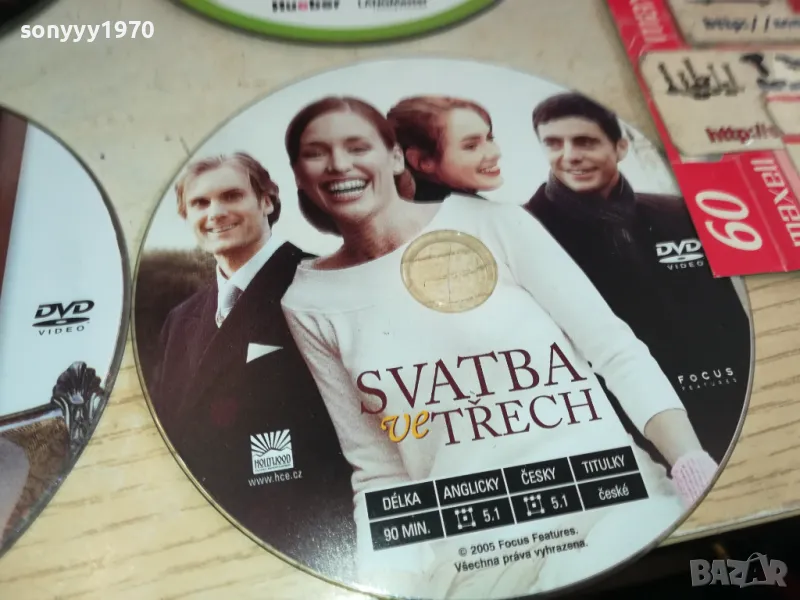 sonyyy1970
Hueber
DVD
VIDEO
DVD
VIDEO
60
maxell
SVATBA
ve TŘECH
FOCUS
FEATURES
HOLLYWOOD
www.hce.cz
DÉLKA ANGLICKY ČESKY TITULKY
90 MIN. 5.1 5.1 české
© 2005 Focus Features.
Všechna práva vyhrazena.
BAZAR